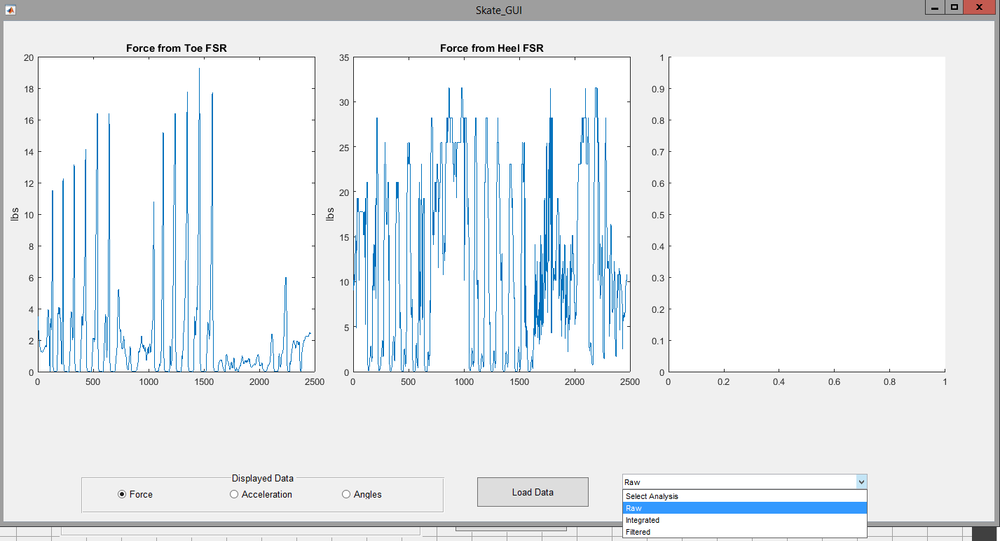 Skate_GUI
x
Force from Toe FSR
20
18
16
14
12
10
8
6
4
2
0
lbs
0 500 1000 1500 2000 2500
Force from Heel FSR
35
30
25
20
15
10
5
0
lbs
0 500 1000 1500 2000 2500
1
0.9
0.8
0.7
0.6
0.5
0.4
0.3
0.2
0.1
0
0 0.2 0.4 0.6 0.8 1
Displayed Data
Force Acceleration Angles
Load Data
Raw
Select Analysis
Raw
Integrated
Filtered